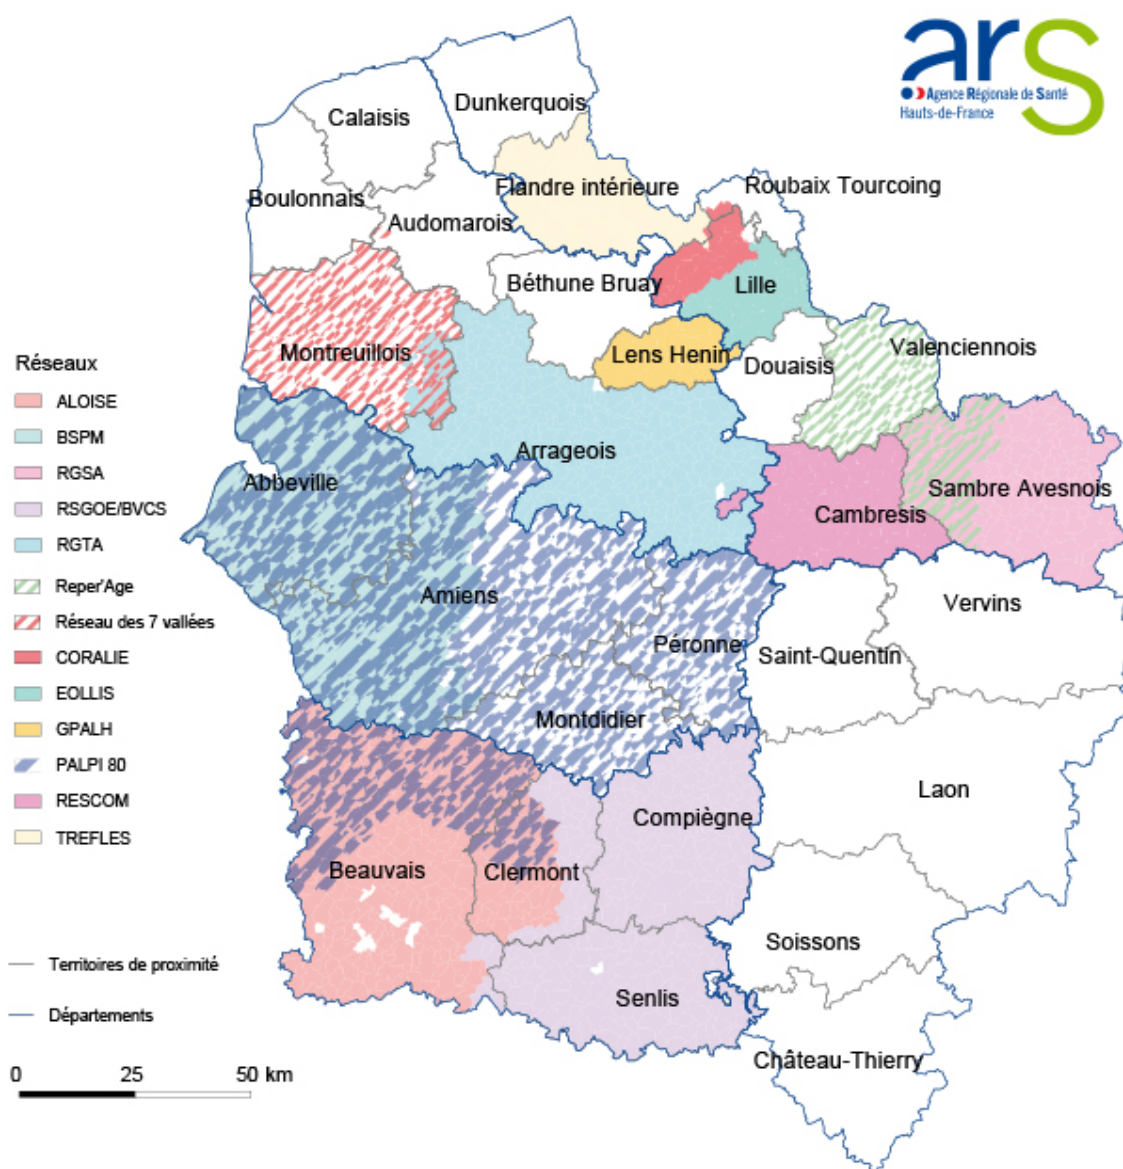 ars
Agence Régionale de Santé
Hauts-de-France
Dunkerquois
Calaisis
Flandre intérieure
Roubaix Tourcoing
Boulonnais
Audomarois
Béthune Bruay
Lille
Montreuillois
Lens Henin
Douaisis
Valenciennois
Arrageois
Abbeville
Sambre Avesnois
Cambresis
Amiens
Vervins
Péronne
Saint-Quentin
Montdidier
Laon
Compiègne
Beauvais
Clermont
Soissons
Senlis
Château-Thierry
Réseaux
ALOISE
BSPM
RGSA
RSGOE/BVCS
RGTA
Reper'Age
Réseau des 7 vallées
CORALIE
EOLLIS
GPALH
PALPI 80
RESCOM
TREFLES
Territoires de proximité
Départements
0 25 50 km